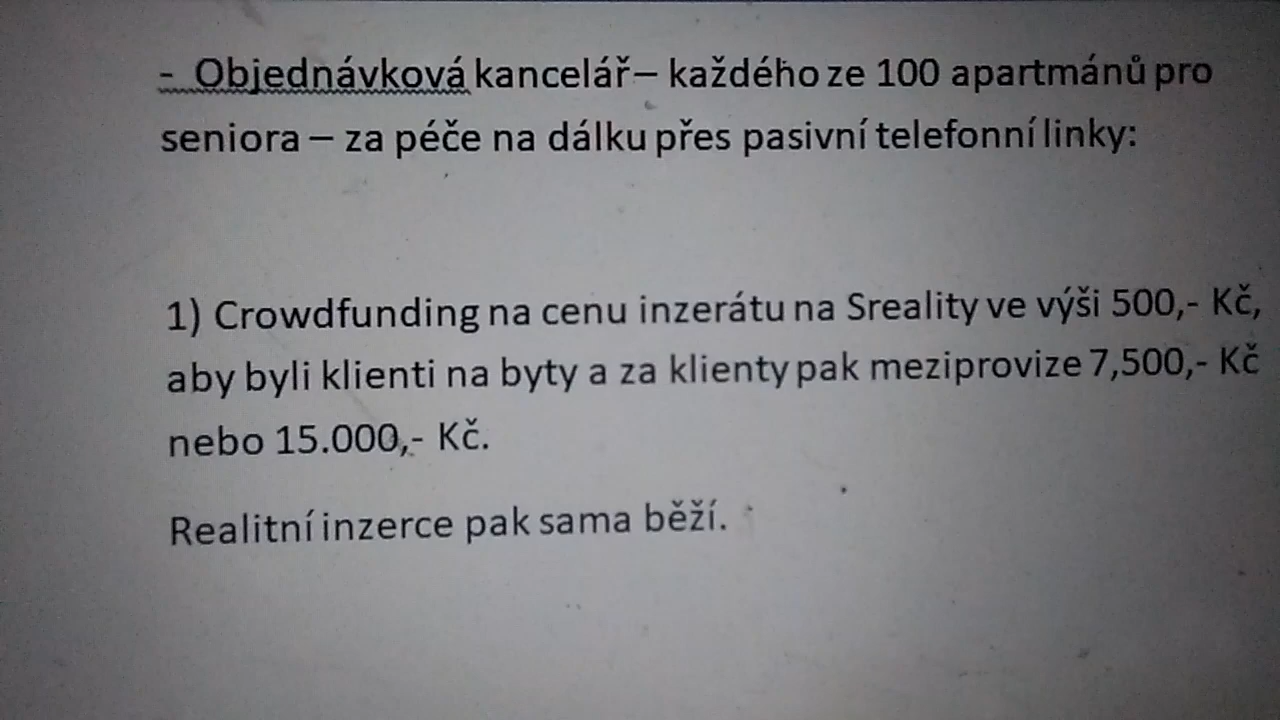 - Objednávková kancelář– každého ze 100 apartmánů pro
seniora – za péče na dálku přes pasivní telefonní linky:
1) Crowdfunding na cenu inzerátu na Sreality ve výši 500,- Kč,
aby byli klienti na byty a za klienty pak meziprovize 7,500,- Kč
nebo 15.000,- Kč.
Realitní inzerce pak sama běží.